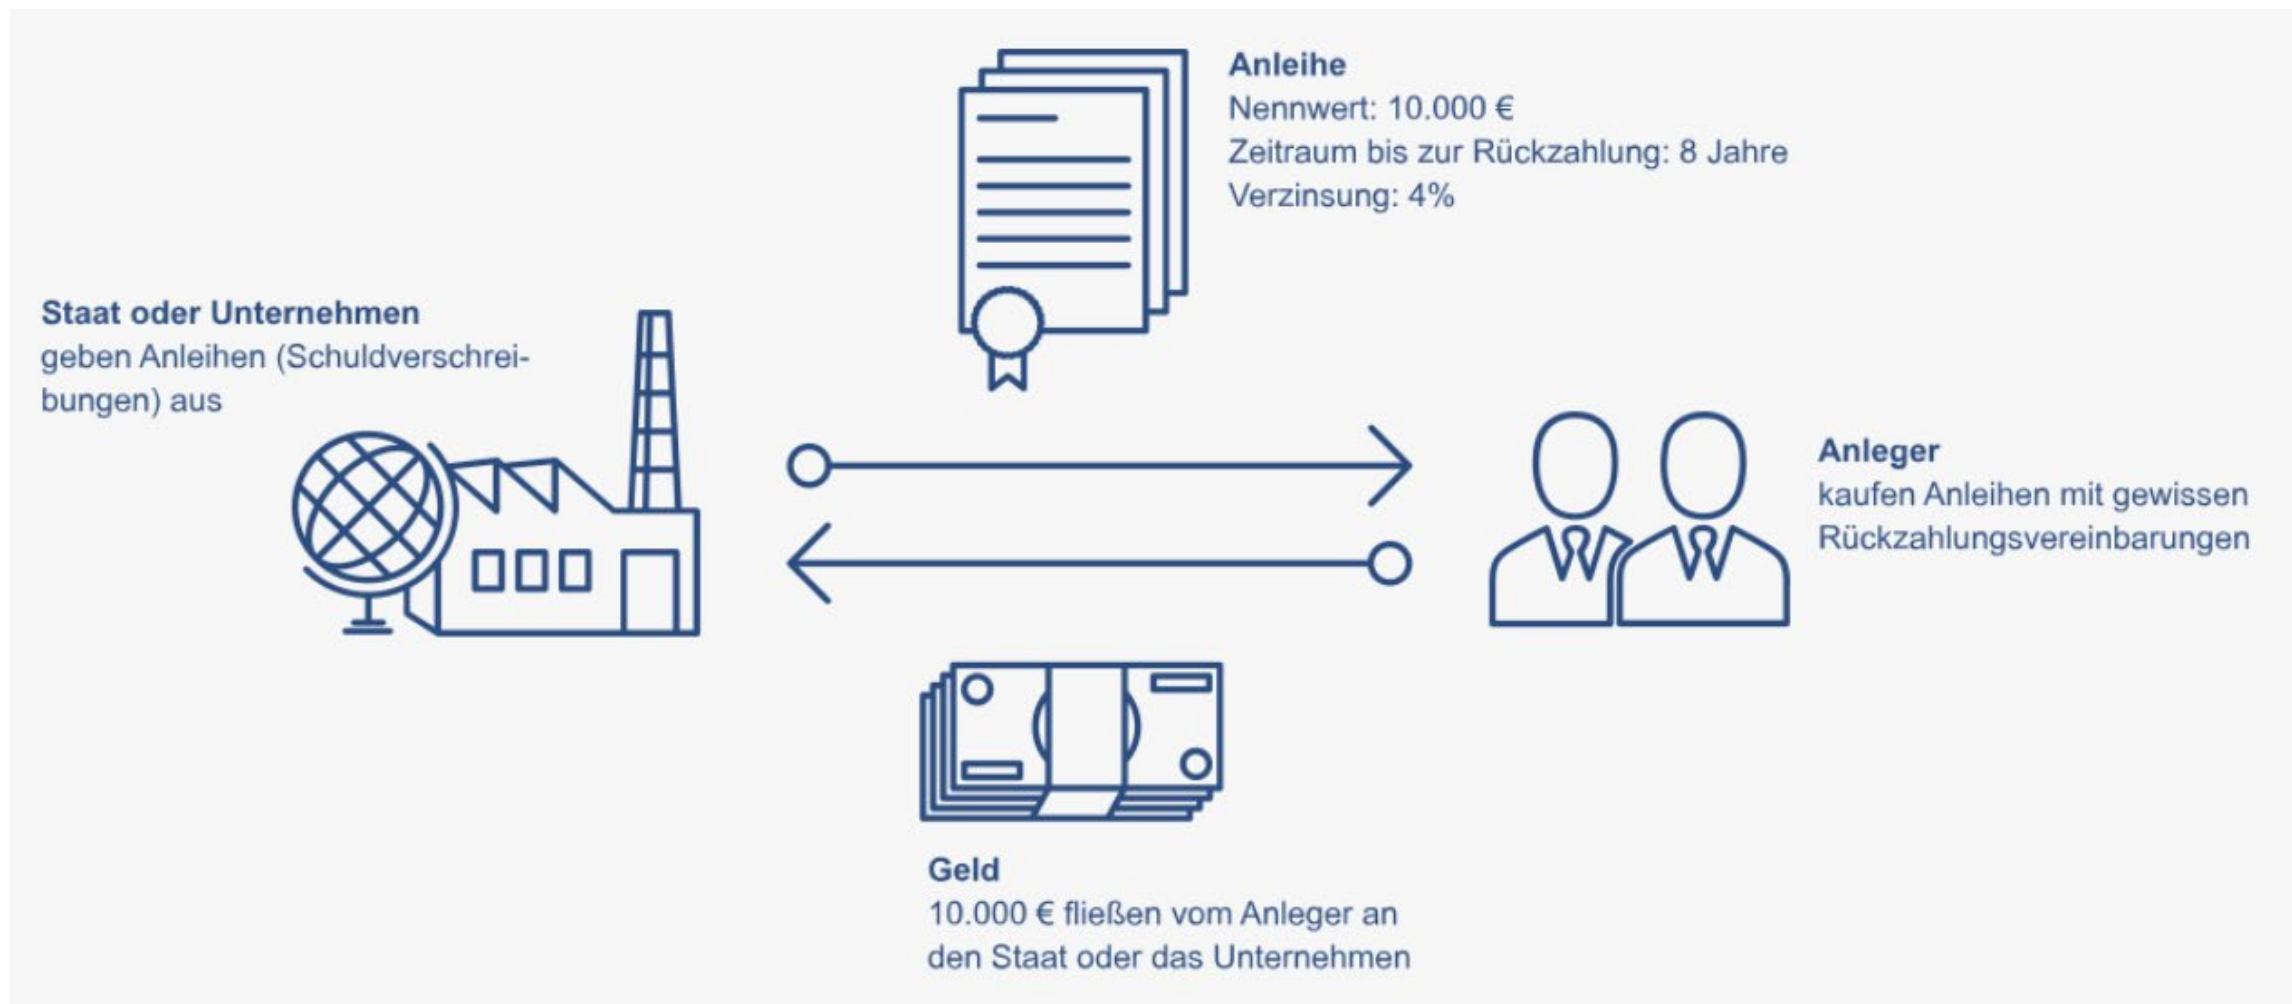 Anleihe
Nennwert: 10.000 €
Zeitraum bis zur Rückzahlung: 8 Jahre
Verzinsung: 4%
Staat oder Unternehmen
geben Anleihen (Schuldverschrei-
bungen) aus
Anleger
kaufen Anleihen mit gewissen
Rückzahlungsvereinbarungen
Geld
10.000 € fließen vom Anleger an
den Staat oder das Unternehmen